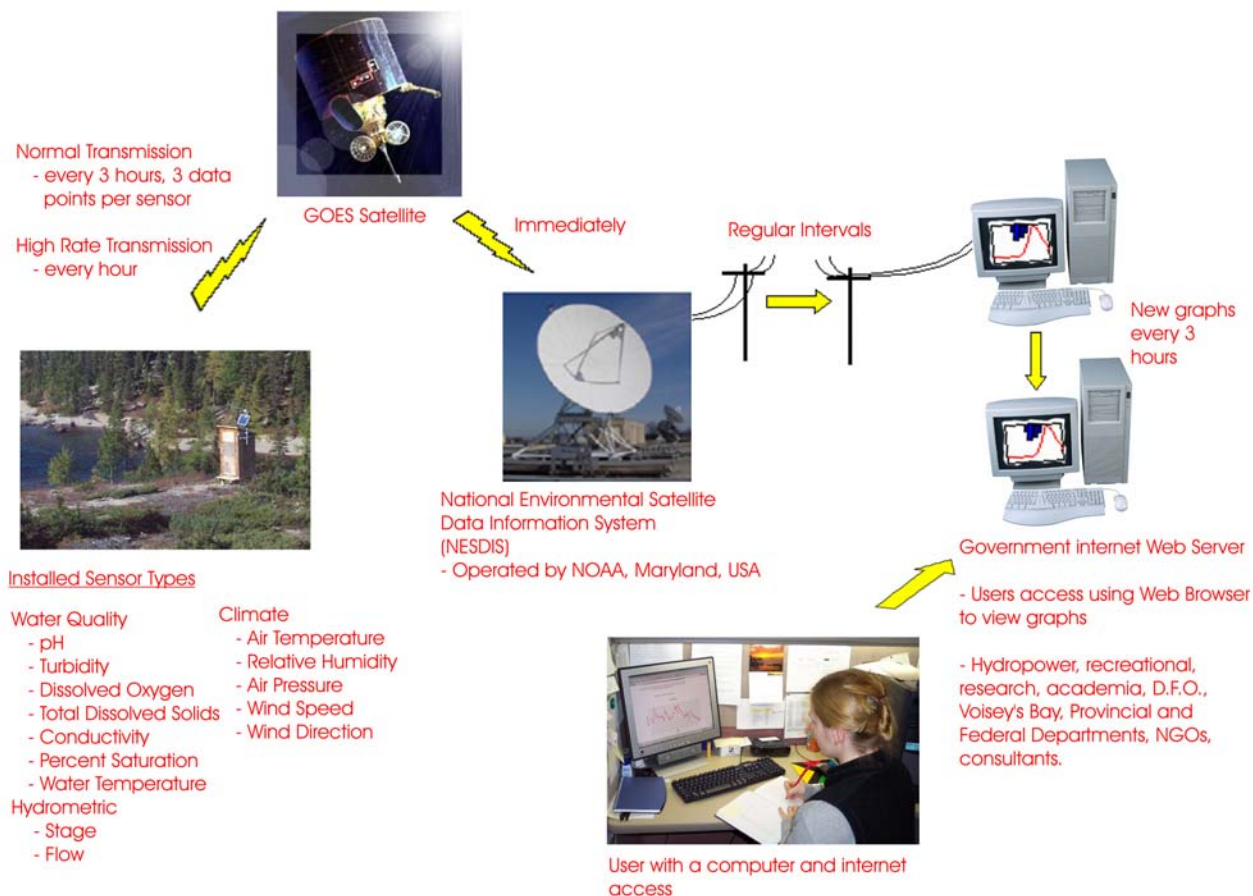 Normal Transmission
- every 3 hours, 3 data
points per sensor
High Rate Transmission
- every hour
GOES Satellite
Immediately
Regular Intervals
New graphs
every 3
hours
National Environmental Satellite
Data Information System
(NESDIS)
- Operated by NOAA, Maryland, USA
Government internet Web Server
- Users access using Web Browser
to view graphs
- Hydropower, recreational,
research, academia, D.F.O.,
Voisey's Bay, Provincial and
Federal Departments, NGOs,
consultants.
Installed Sensor Types
Water Quality
- pH
- Turbidity
- Dissolved Oxygen
- Total Dissolved Solids
- Conductivity
- Percent Saturation
- Water Temperature
Hydrometric
- Stage
- Flow
Climate
- Air Temperature
- Relative Humidity
- Air Pressure
- Wind Speed
- Wind Direction
User with a computer and internet
access